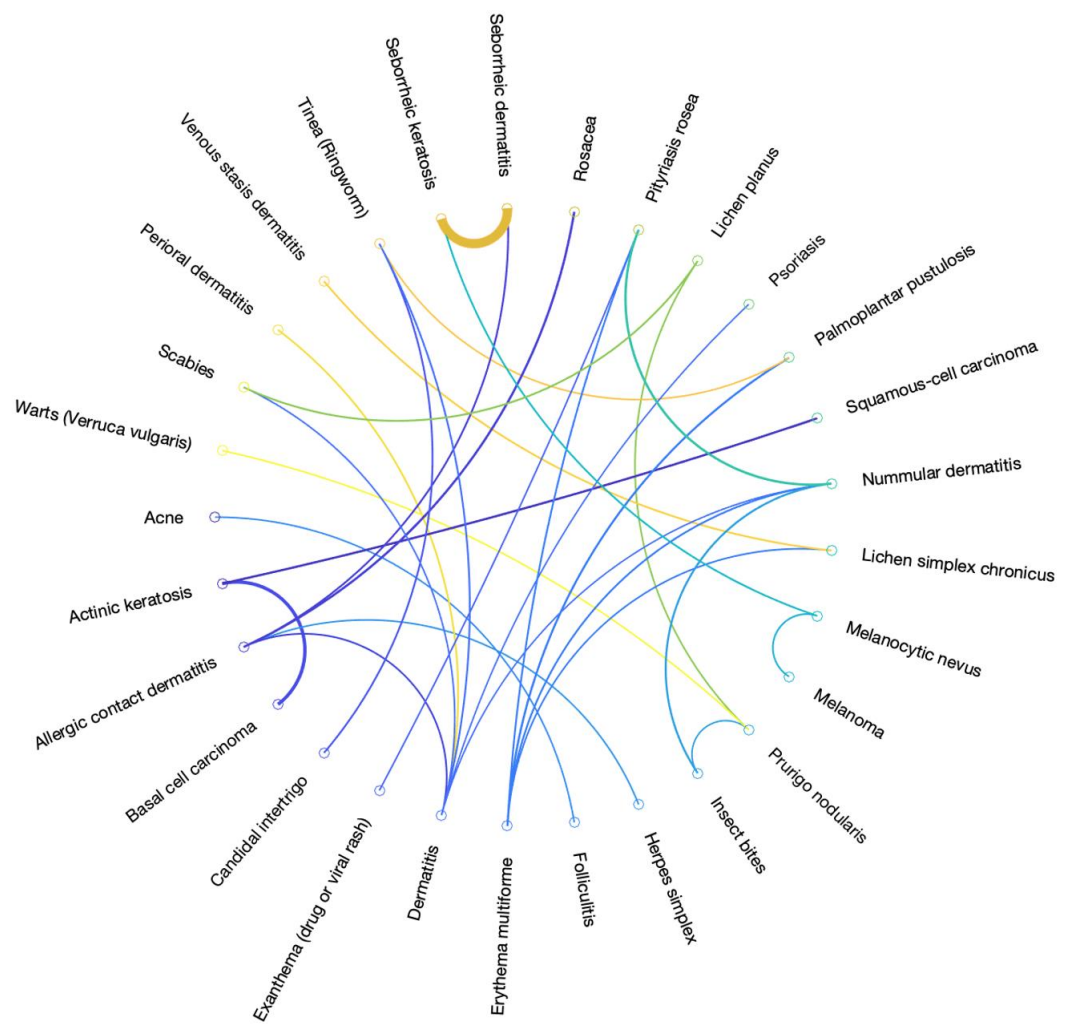 Seborrheic dermatitis
Rosacea
Pityriasis rosea
Lichen planus
Psoriasis
Palmoplantar pustulosis
Squamous-cell carcinoma
Nummular dermatitis
Lichen simplex chronicus
Melanocytic nevus
Melanoma
Prurigo nodularis
Insect bites
Herpes simplex
Folliculitis
Erythema multiforme
Dermatitis
Exanthema (drug or viral rash)
Candidal intertrigo
Basal cell carcinoma
Allergic contact dermatitis
Actinic keratosis
Acne
Warts (Verruca vulgaris)
Scabies
Perioral dermatitis
Venous stasis dermatitis
Tinea (Ringworm)
Seborrheic keratosis